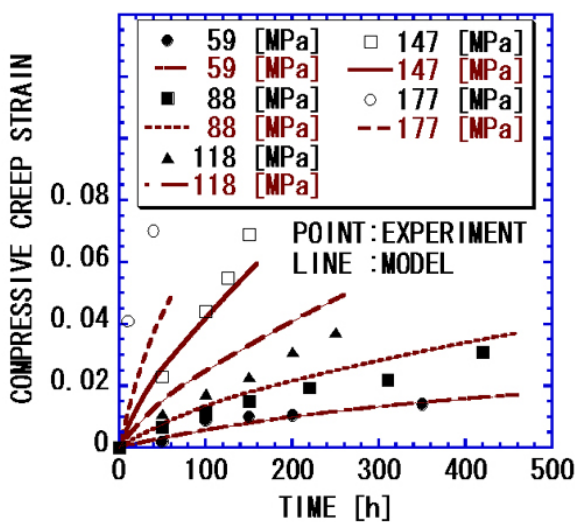 59 [MPa] 147 [MPa]
59 [MPa] 147 [MPa]
88 [MPa] 177 [MPa]
88 [MPa] 177 [MPa]
118 [MPa]
118 [MPa]
POINT:EXPERIMENT
LINE :MODEL
COMPRESSIVE CREEP STRAIN
0.08
0.06
0.04
0.02
0
0 100 200 300 400 500
TIME [h]